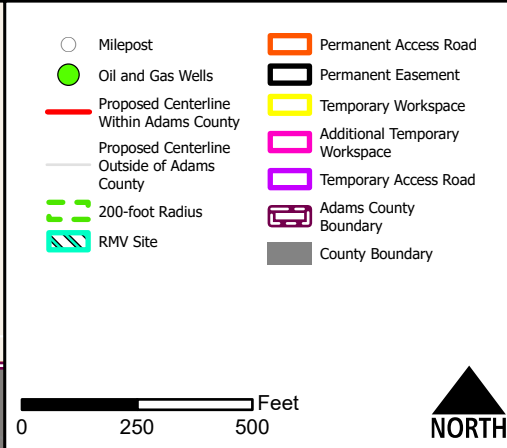 Milepost
Oil and Gas Wells
Proposed Centerline
Within Adams County
Proposed Centerline
Outside of Adams
County
200-foot Radius
RMV Site
Permanent Access Road
Permanent Easement
Temporary Workspace
Additional Temporary
Workspace
Temporary Access Road
Adams County
Boundary
County Boundary
Feet
0 250 500
NORTH